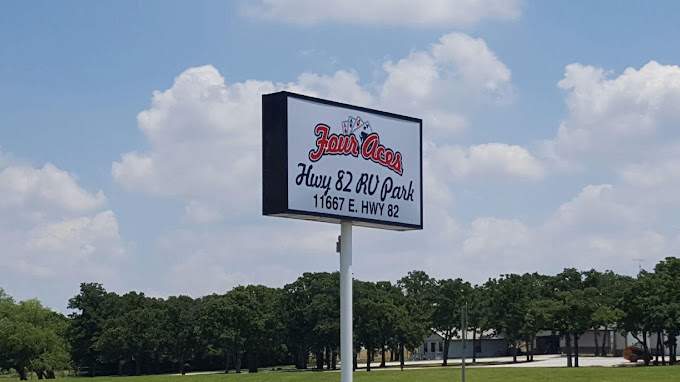 Four Aces
Hwy 82 RV Park
11667 E. HWY 82